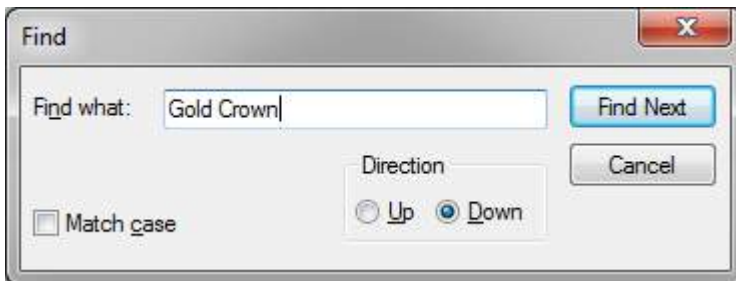 Find
Find what: Gold Crown Find Next
Direction Cancel
Match case Up Down